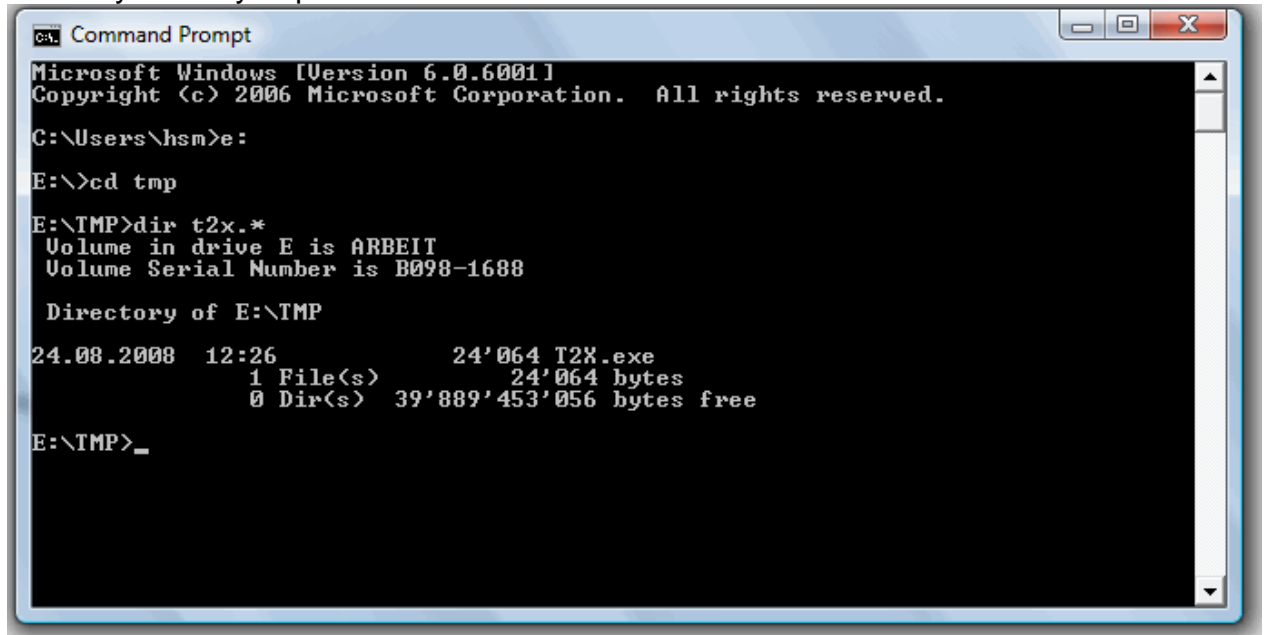 Command Prompt
Microsoft Windows [Version 6.0.6001]
Copyright (c) 2006 Microsoft Corporation.  All rights reserved.
C:\Users\hsm>e:
E:\>cd tmp
E:\TMP>dir t2x.*
 Volume in drive E is ARBEIT
 Volume Serial Number is B098-1688
 Directory of E:\TMP
24.08.2008  12:26            24'064 T2X.exe
               1 File(s)         24'064 bytes
               0 Dir(s)  39'889'453'056 bytes free
E:\TMP>_